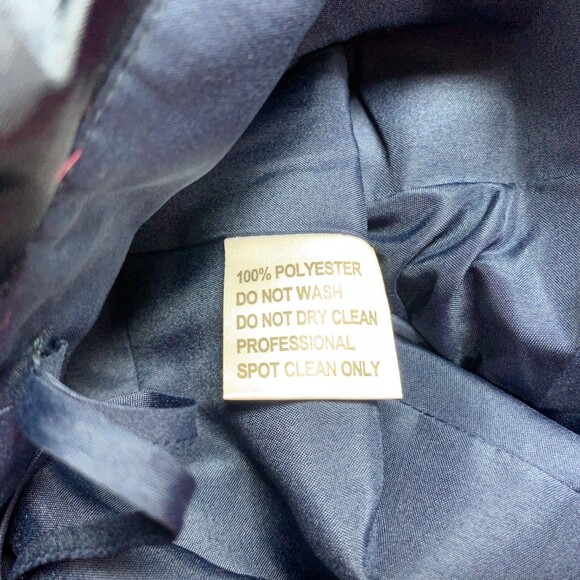 100% POLYESTER
DO NOT WASH
DO NOT DRY CLEAN
PROFESSIONAL
SPOT CLEAN ONLY